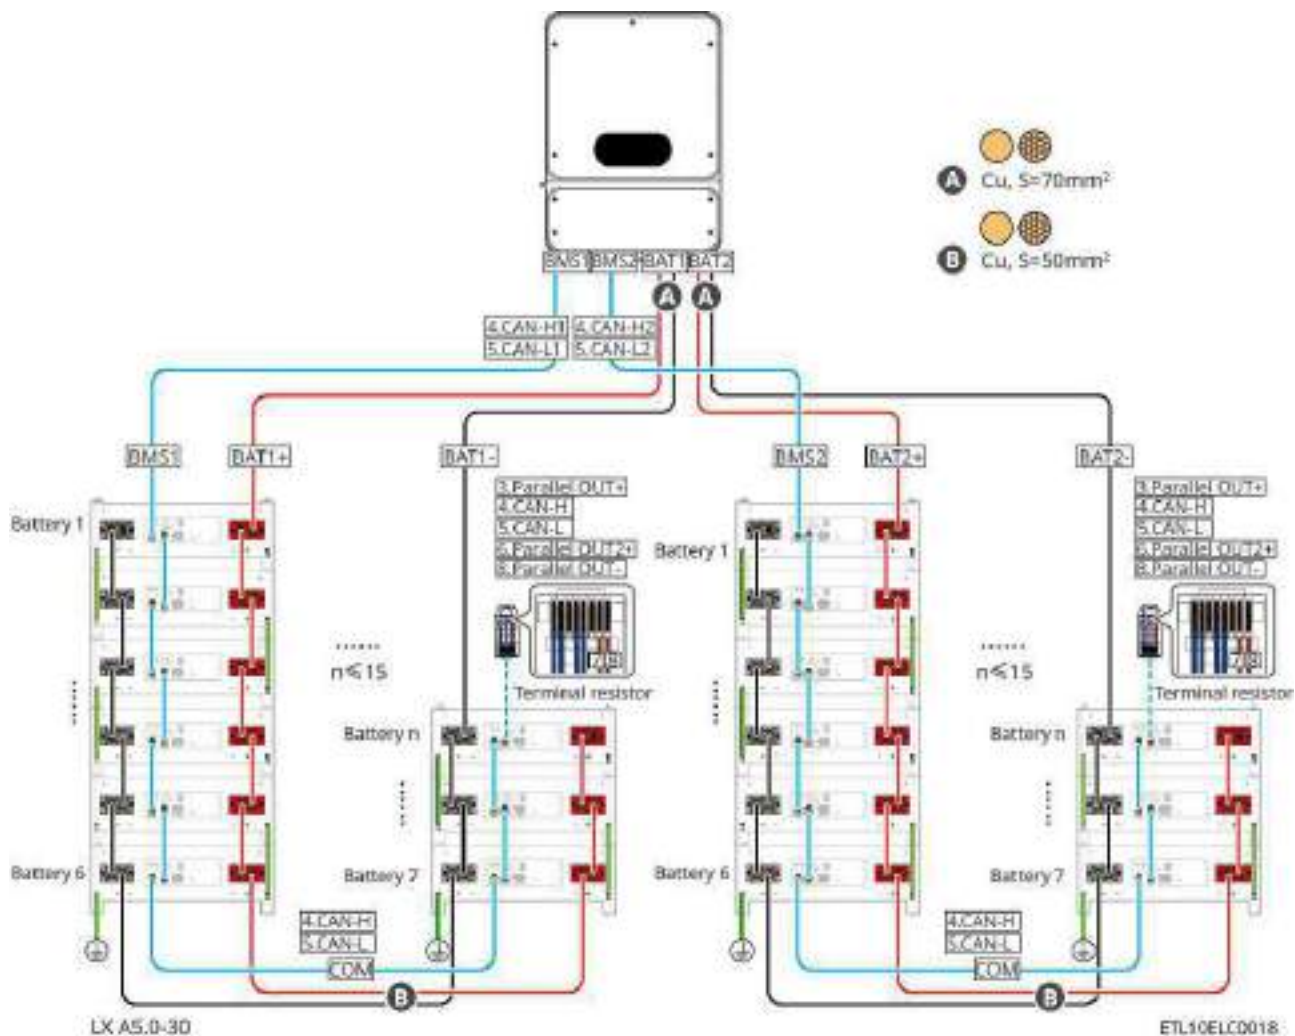 A Cu, S=70mm²
B Cu, S=50mm²
BMS1 BMS2 BAT1 BAT2
A A
4.CAN-H1 4.CAN-H2
5.CAN-L1 5.CAN-L2
BMS1 BAT1+ BAT1- BMS2 BAT2+ BAT2-
3.Parallel OUT+
4.CAN-H
5.CAN-L
6.Parallel OUT2+
8.Parallel OUT-
3.Parallel OUT+
4.CAN-H
5.CAN-L
6.Parallel OUT2+
8.Parallel OUT-
Battery 1
Battery 1
n≤15
Terminal resistor
n≤15
Terminal resistor
Battery n
Battery n
Battery 6
Battery 7
Battery 6
Battery 7
4.CAN-H
5.CAN-L
COM
4.CAN-H
5.CAN-L
COM
B
B
LX A5.0-30
ETL10ELC0018